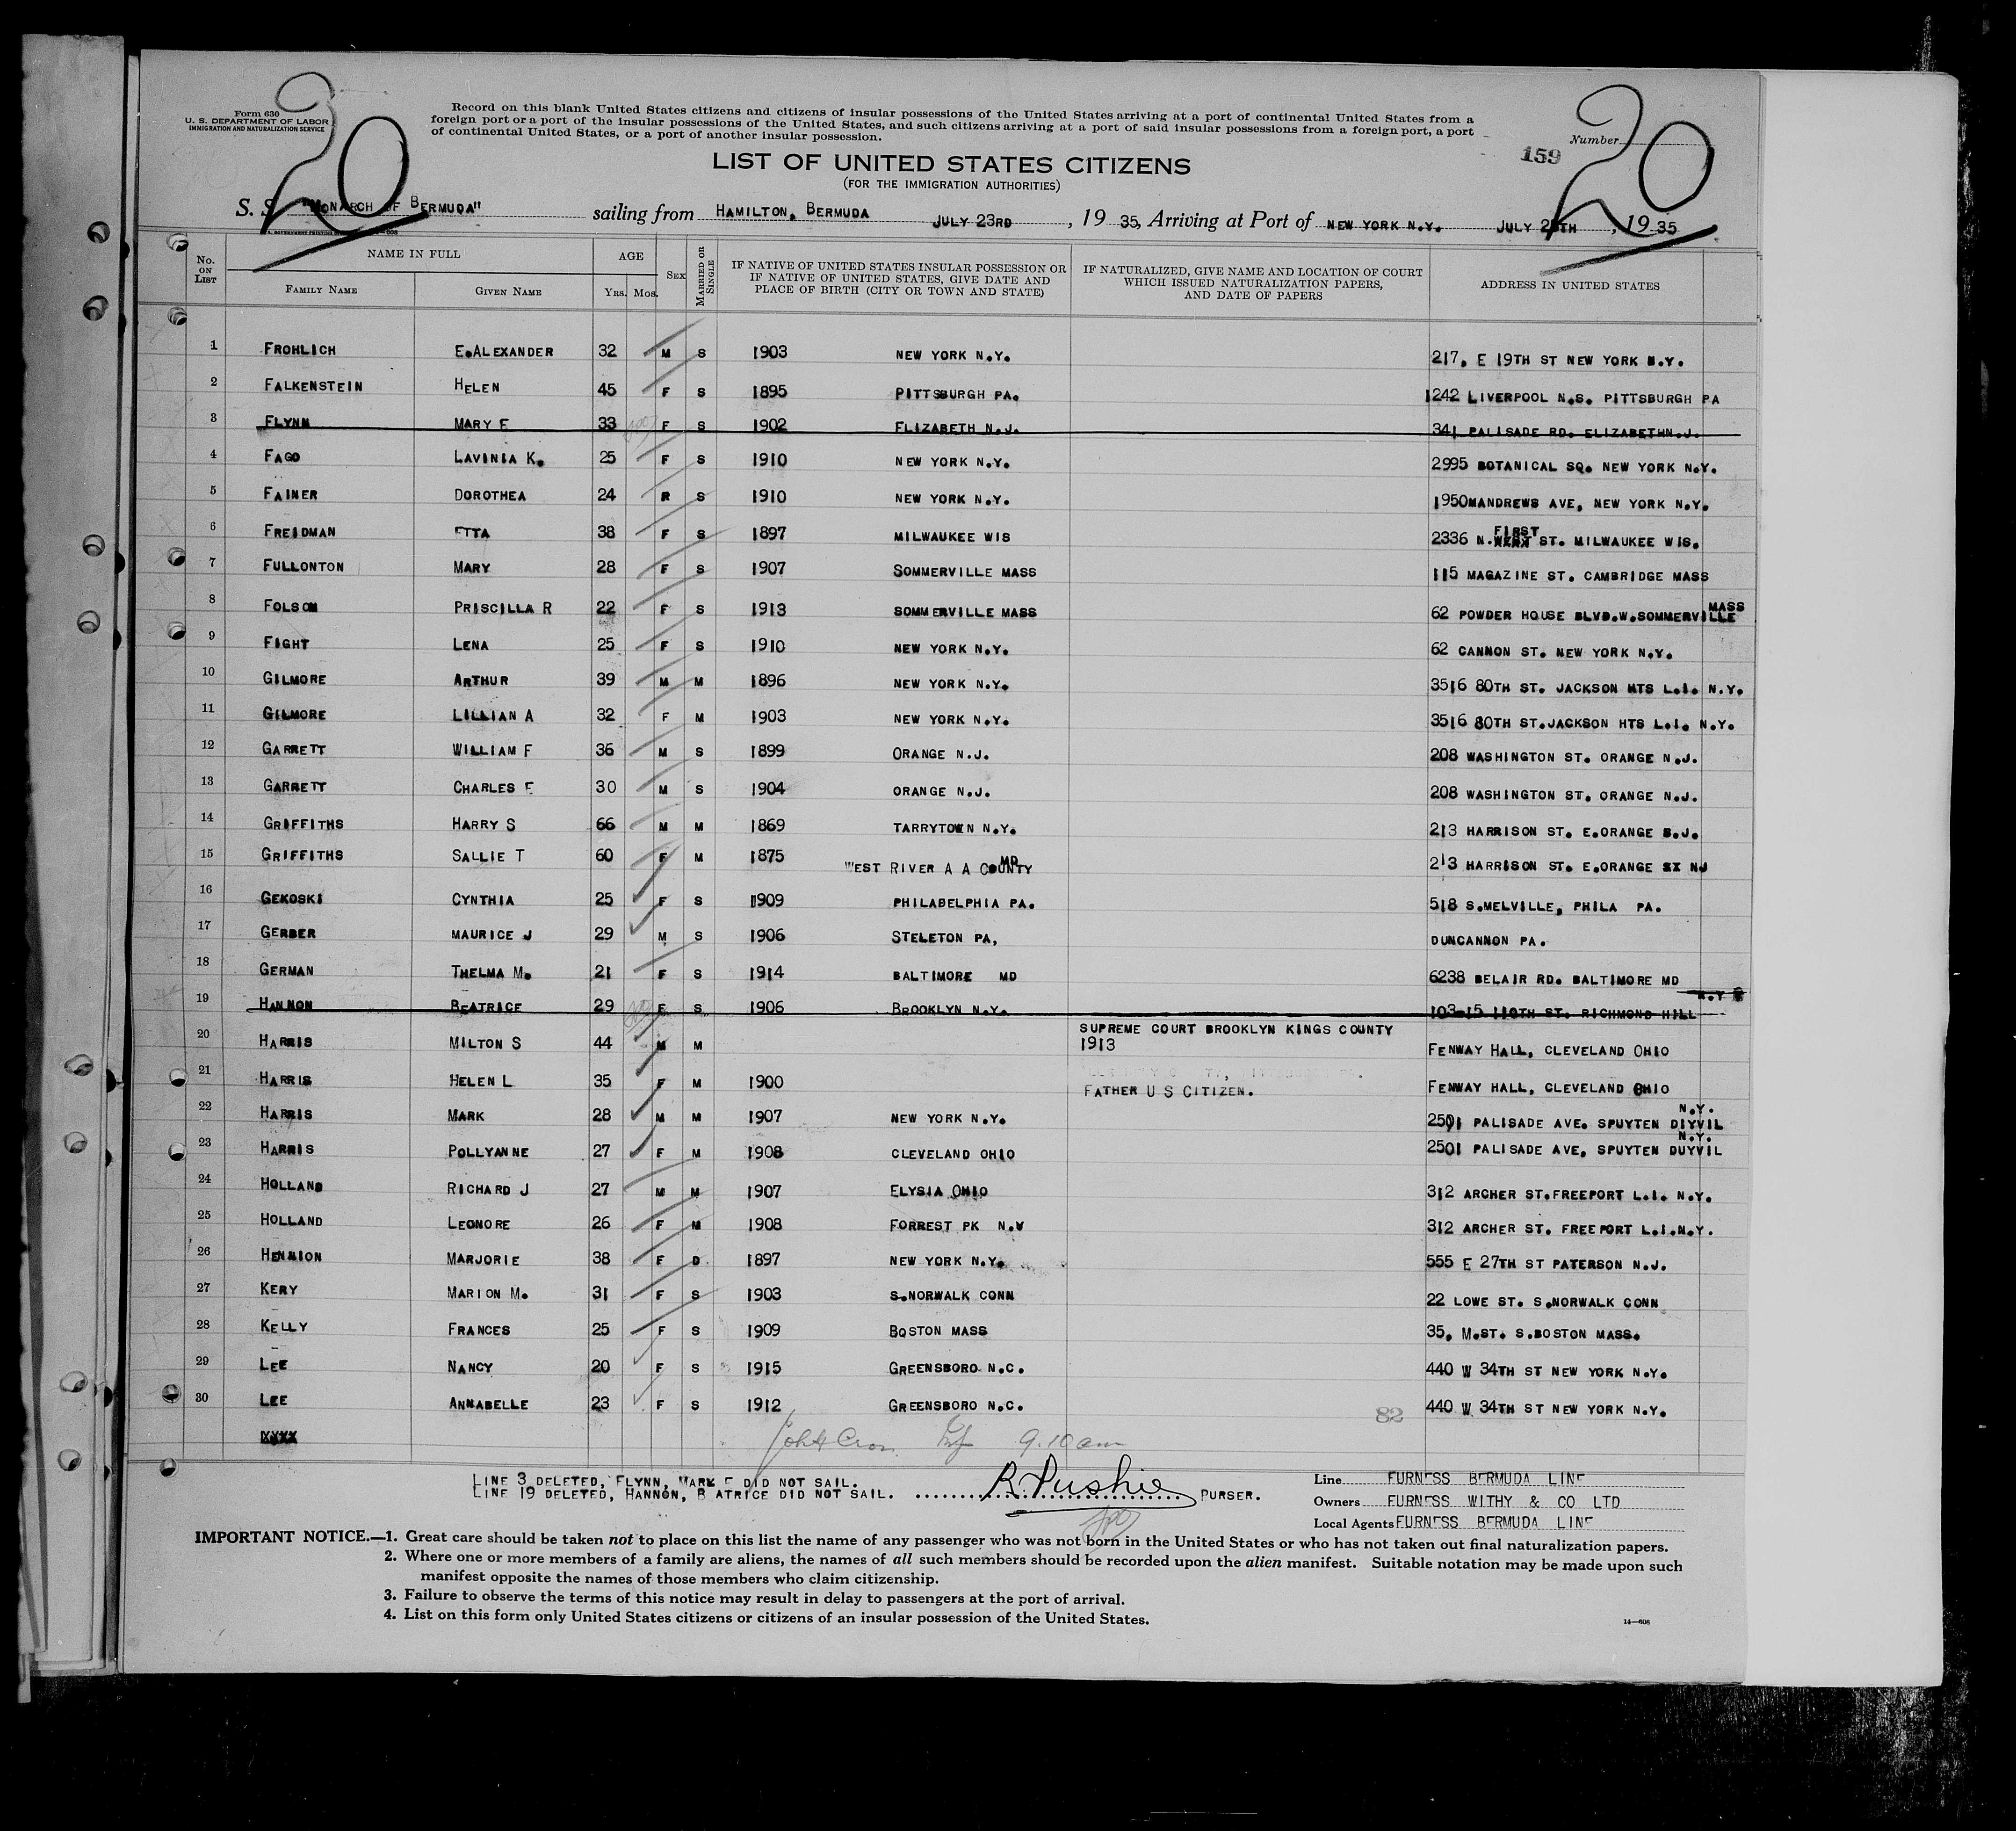 Form 630
U. S. DEPARTMENT OF LABOR
IMMIGRATION AND NATURALIZATION SERVICE
20
Record on this blank United States citizens and citizens of insular possessions of the United States arriving at a port of continental United States from a
foreign port or a port of the insular possessions of the United States, and such citizens arriving at a port of said insular possessions from a foreign port, a port
of continental United States, or a port of another insular possession.
Number
20
159
LIST OF UNITED STATES CITIZENS
(FOR THE IMMIGRATION AUTHORITIES)
S. S. "MONARCH OF BERMUDA" sailing from HAMILTON, BERMUDA JULY 23RD, 19 35, Arriving at Port of NEW YORK N.Y. JULY 25TH, 19 35
No. ON LIST NAME IN FULL FAMILY NAME GIVEN NAME AGE Yrs. Mos. SEX MARRIED OR SINGLE IF NATIVE OF UNITED STATES INSULAR POSSESSION OR IF NATIVE OF UNITED STATES, GIVE DATE AND PLACE OF BIRTH (CITY OR TOWN AND STATE) IF NATURALIZED, GIVE NAME AND LOCATION OF COURT WHICH ISSUED NATURALIZATION PAPERS, AND DATE OF PAPERS ADDRESS IN UNITED STATES
1 FROHLICH E.ALEXANDER 32 M S 1903 NEW YORK N.Y. 217, E 19TH ST NEW YORK N.Y.
2 FALKENSTEIN HELEN 45 F S 1895 PITTSBURGH PA. 1242 LIVERPOOL N.S. PITTSBURGH PA
3 FLYNN MARY E 33 F S 1902 ELIZABETH N.J. 341 PALISADE RD. ELIZABETHN.J.
4 FAGO LAVINIA K. 25 F S 1910 NEW YORK N.Y. 2995 BOTANICAL SQ. NEW YORK N.Y.
5 FAINER DOROTHEA 24 R S 1910 NEW YORK N.Y. 1950MANDREWS AVE, NEW YORK N.Y.
6 FREIDMAN ETTA 38 F S 1897 MILWAUKEE WIS 2336 N. FIRST ST. MILWAUKEE WIS.
7 FULLONTON MARY 28 F S 1907 SOMMERVILLE MASS 115 MAGAZINE ST. CAMBRIDGE MASS
8 FOLSOM PRISCILLA R 22 F S 1913 SOMMERVILLE MASS 62 POWDER HOUSE BLVD.W.SOMMERVILLE MASS
9 FIGHT LENA 25 F S 1910 NEW YORK N.Y. 62 CANNON ST. NEW YORK N.Y.
10 GILMORE ARTHUR 39 M M 1896 NEW YORK N.Y. 3516 80TH ST. JACKSON HTS L.I. N.Y.
11 GILMORE LILLIAN A 32 F M 1903 NEW YORK N.Y. 3516 80TH ST.JACKSON HTS L.I. N.Y.
12 GARRETT WILLIAM F 36 M S 1899 ORANGE N.J. 208 WASHINGTON ST. ORANGE N.J.
13 GARRETT CHARLES F 30 M S 1904 ORANGE N.J. 208 WASHINGTON ST. ORANGE N.J.
14 GRIFFITHS HARRY S 66 M M 1869 TARRYTOWN N.Y. 213 HARRISON ST. E.ORANGE N.J.
15 GRIFFITHS SALLIE T 60 F M 1875 WEST RIVER A A COUNTY MD 213 HARRISON ST. E.ORANGE XX NJ
16 GEKOSKI CYNTHIA 25 F S 1909 PHILABELPHIA PA. 518 S.MELVILLE, PHILA PA.
17 GERBER MAURICE J 29 M S 1906 STELETON PA, DUNCANNON PA.
18 GERMAN THELMA M. 21 F S 1914 BALTIMORE MD 6238 BELAIR RD. BALTIMORE MD
19 HANNON BEATRICE 29 F S 1906 BROOKLYN N.Y. 103-15 110TH ST. RICHMOND HILL N.Y
20 HARRIS MILTON S 44 M M SUPREME COURT BROOKLYN KINGS COUNTY 1913 FENWAY HALL, CLEVELAND OHIO
21 HARRIS HELEN L 35 F M 1900 FATHER U S CITIZEN. FENWAY HALL, CLEVELAND OHIO
22 HARRIS MARK 28 M M 1907 NEW YORK N.Y. 2501 PALISADE AVE. SPUYTEN DIYVIL N.Y.
23 HARRIS POLLYANNE 27 F M 1908 CLEVELAND OHIO 2501 PALISADE AVE, SPUYTEN DUYVIL N.Y.
24 HOLLAND RICHARD J 27 M M 1907 ELYSIA OHIO 312 ARCHER ST.FREEPORT L.I. N.Y.
25 HOLLAND LEONORE 26 F M 1908 FORREST PK N.Y 312 ARCHER ST. FREEPORT L.I.N.Y.
26 HENNION MARJORIE 38 F D 1897 NEW YORK N.Y. 555 E 27TH ST PATERSON N.J.
27 KERY MARION M. 31 F S 1903 S.NORWALK CONN 22 LOWE ST. S.NORWALK CONN
28 KELLY FRANCES 25 F S 1909 BOSTON MASS 35, M.ST. S.BOSTON MASS.
29 LEE NANCY 20 F S 1915 GREENSBORO N.C. 440 W 34TH ST NEW YORK N.Y.
30 LEE ANNABELLE 23 F S 1912 GREENSBORO N.C. 440 W 34TH ST NEW YORK N.Y.
82
XXXX
9.10 am
LINE 3 DELETED, FLYNN, MARY E DID NOT SAIL.
LINE 19 DELETED, HANNON, B ATRICE DID NOT SAIL.
R. Pushie PURSER.
Line FURNESS BERMUDA LINE
Owners FURNESS WITHY & CO LTD
Local Agents FURNESS BERMUDA LINE
IMPORTANT NOTICE.—1. Great care should be taken not to place on this list the name of any passenger who was not born in the United States or who has not taken out final naturalization papers.
2. Where one or more members of a family are aliens, the names of all such members should be recorded upon the alien manifest. Suitable notation may be made upon such
manifest opposite the names of those members who claim citizenship.
3. Failure to observe the terms of this notice may result in delay to passengers at the port of arrival.
4. List on this form only United States citizens or citizens of an insular possession of the United States.
14—608